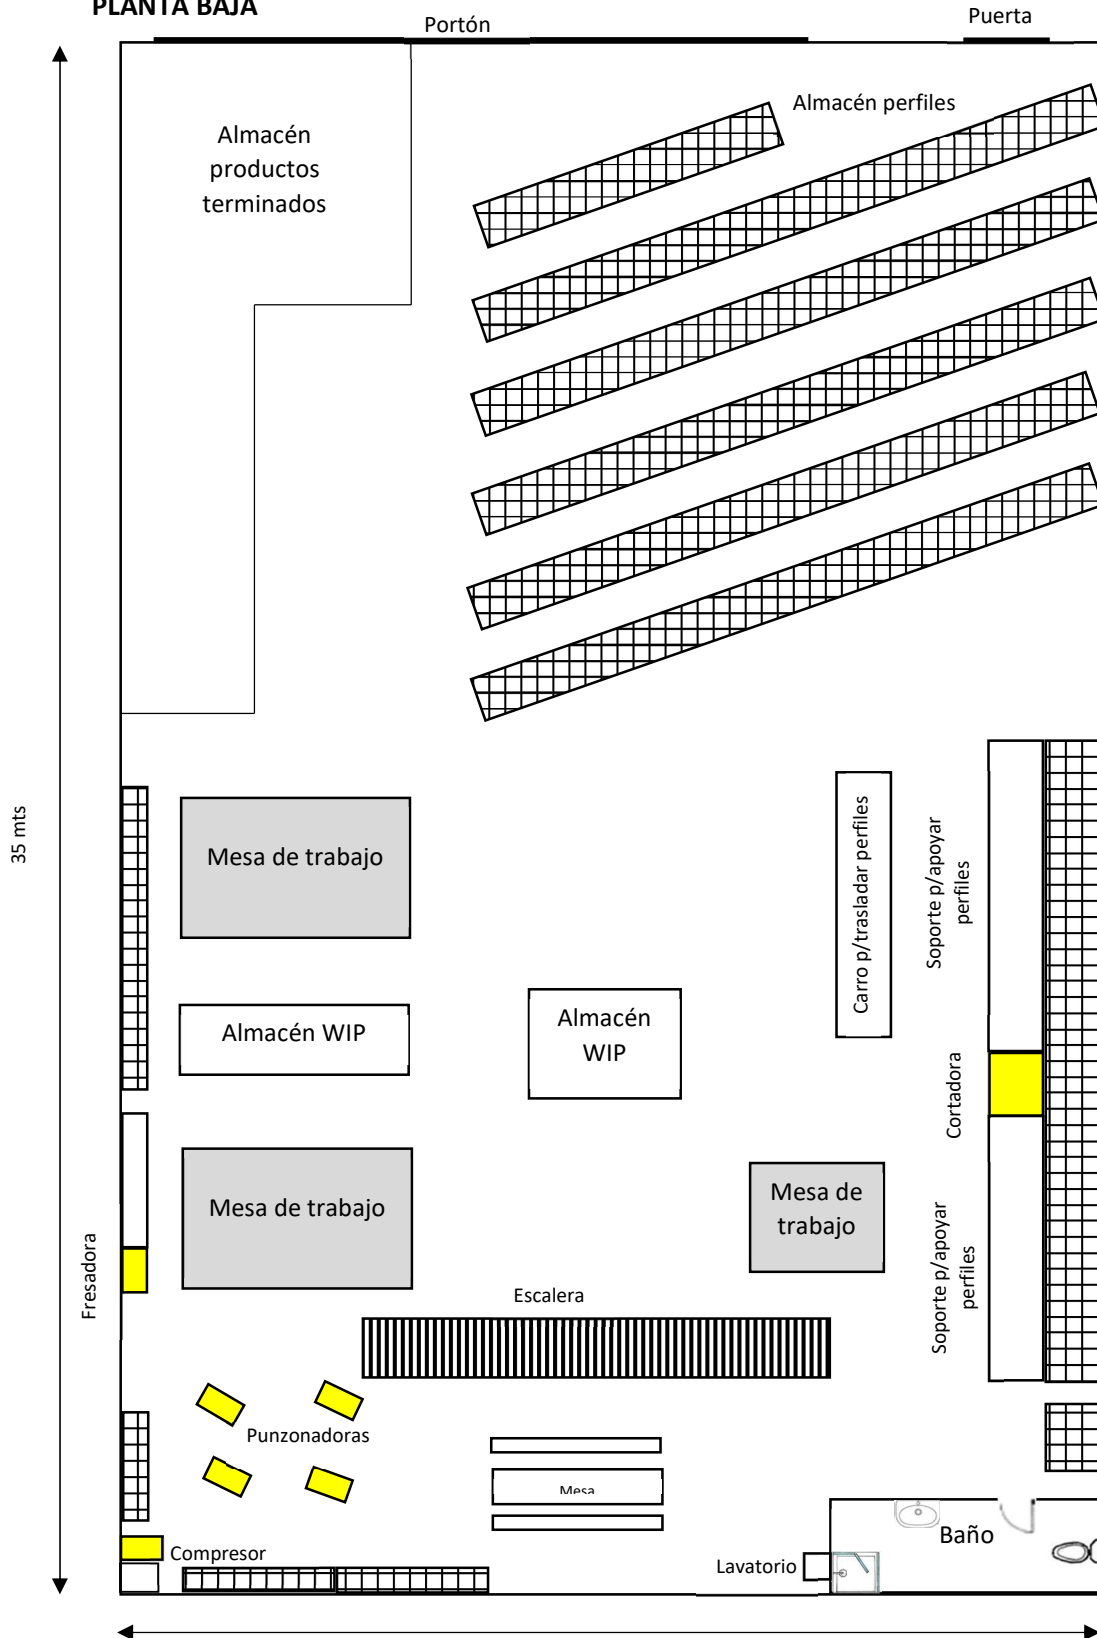 PLANTA BAJA
Portón
Puerta
Almacén perfiles
Almacén
productos
terminados
35 mts
Mesa de trabajo
Carro p/trasladar perfiles
Soporte p/apoyar
perfiles
Almacén WIP
Almacén
WIP
Cortadora
Mesa de trabajo
Mesa de
trabajo
Soporte p/apoyar
perfiles
Fresadora
Escalera
Punzonadoras
Mesa
Baño
Compresor
Lavatorio